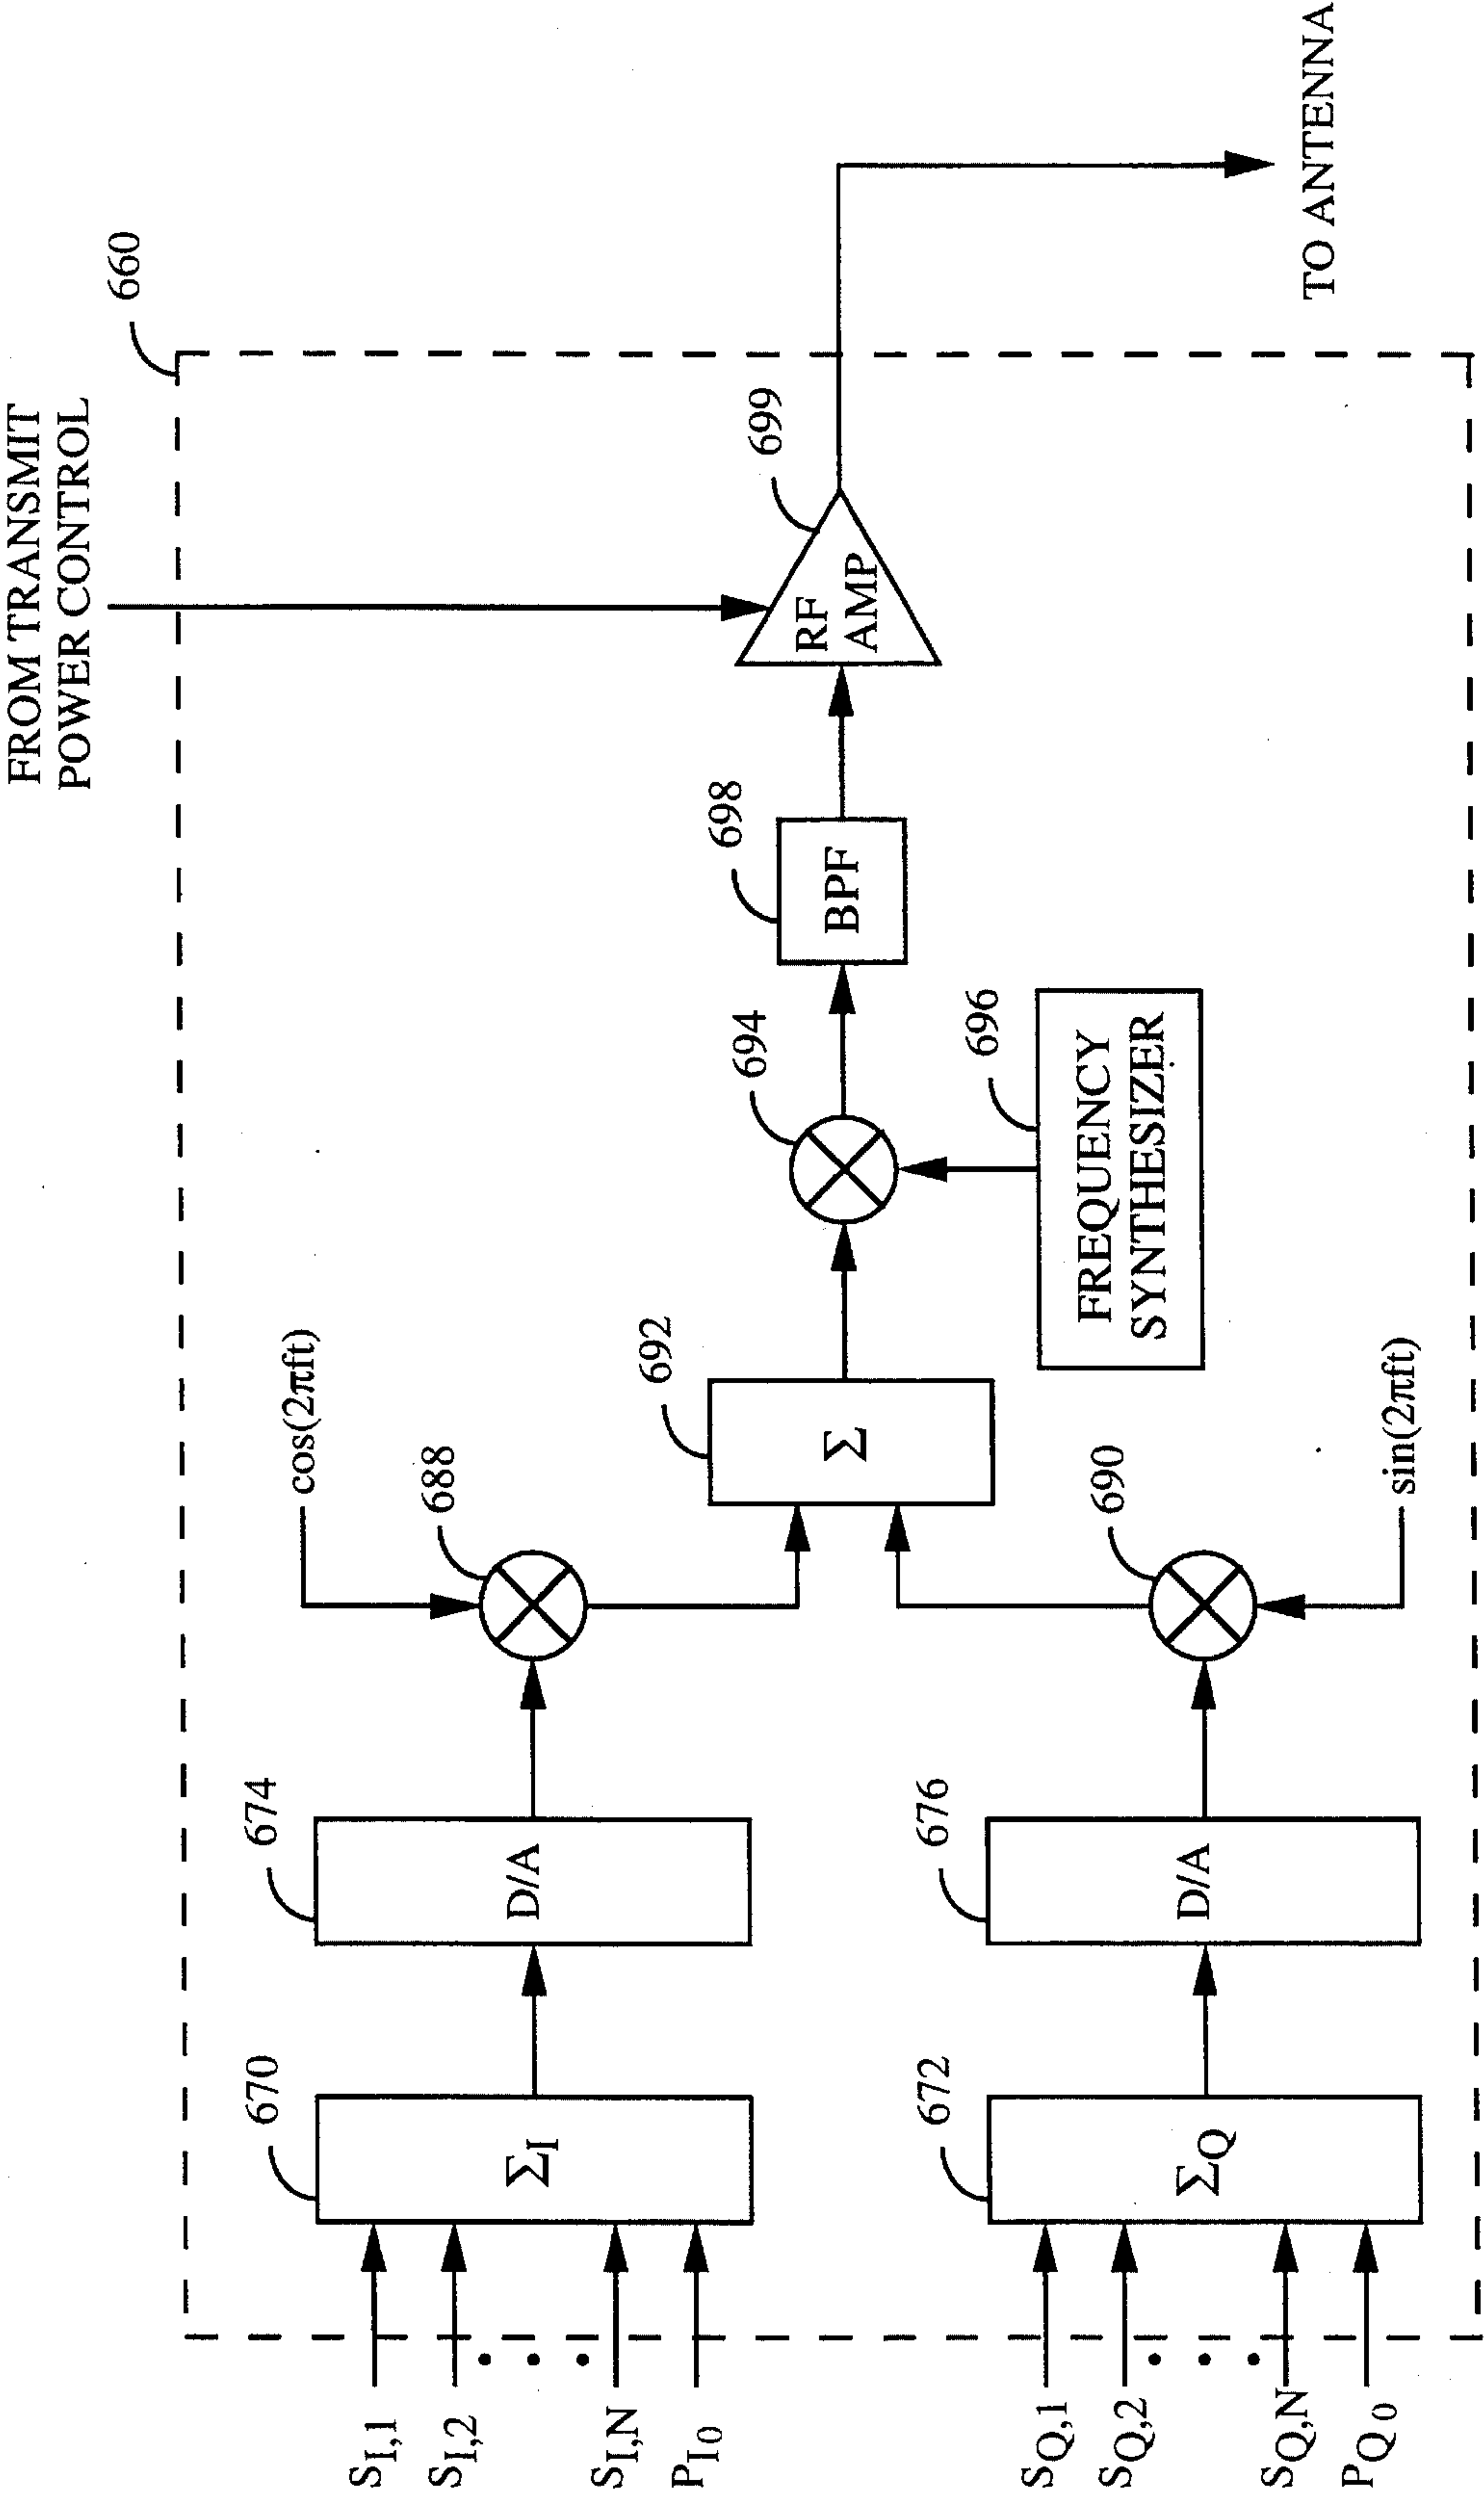 FROM TRANSMIT
POWER CONTROL
660
cos(2πft)
670
674
688
S_I,1
S_I,2
S_I,N
P_I0
Σ_I
D/A
692
Σ
694
698
BPF
699
RF
AMP
696
FREQUENCY
SYNTHESIZER
672
676
690
S_Q,1
S_Q,2
S_Q,N
P_Q0
Σ_Q
D/A
sin(2πft)
TO ANTENNA